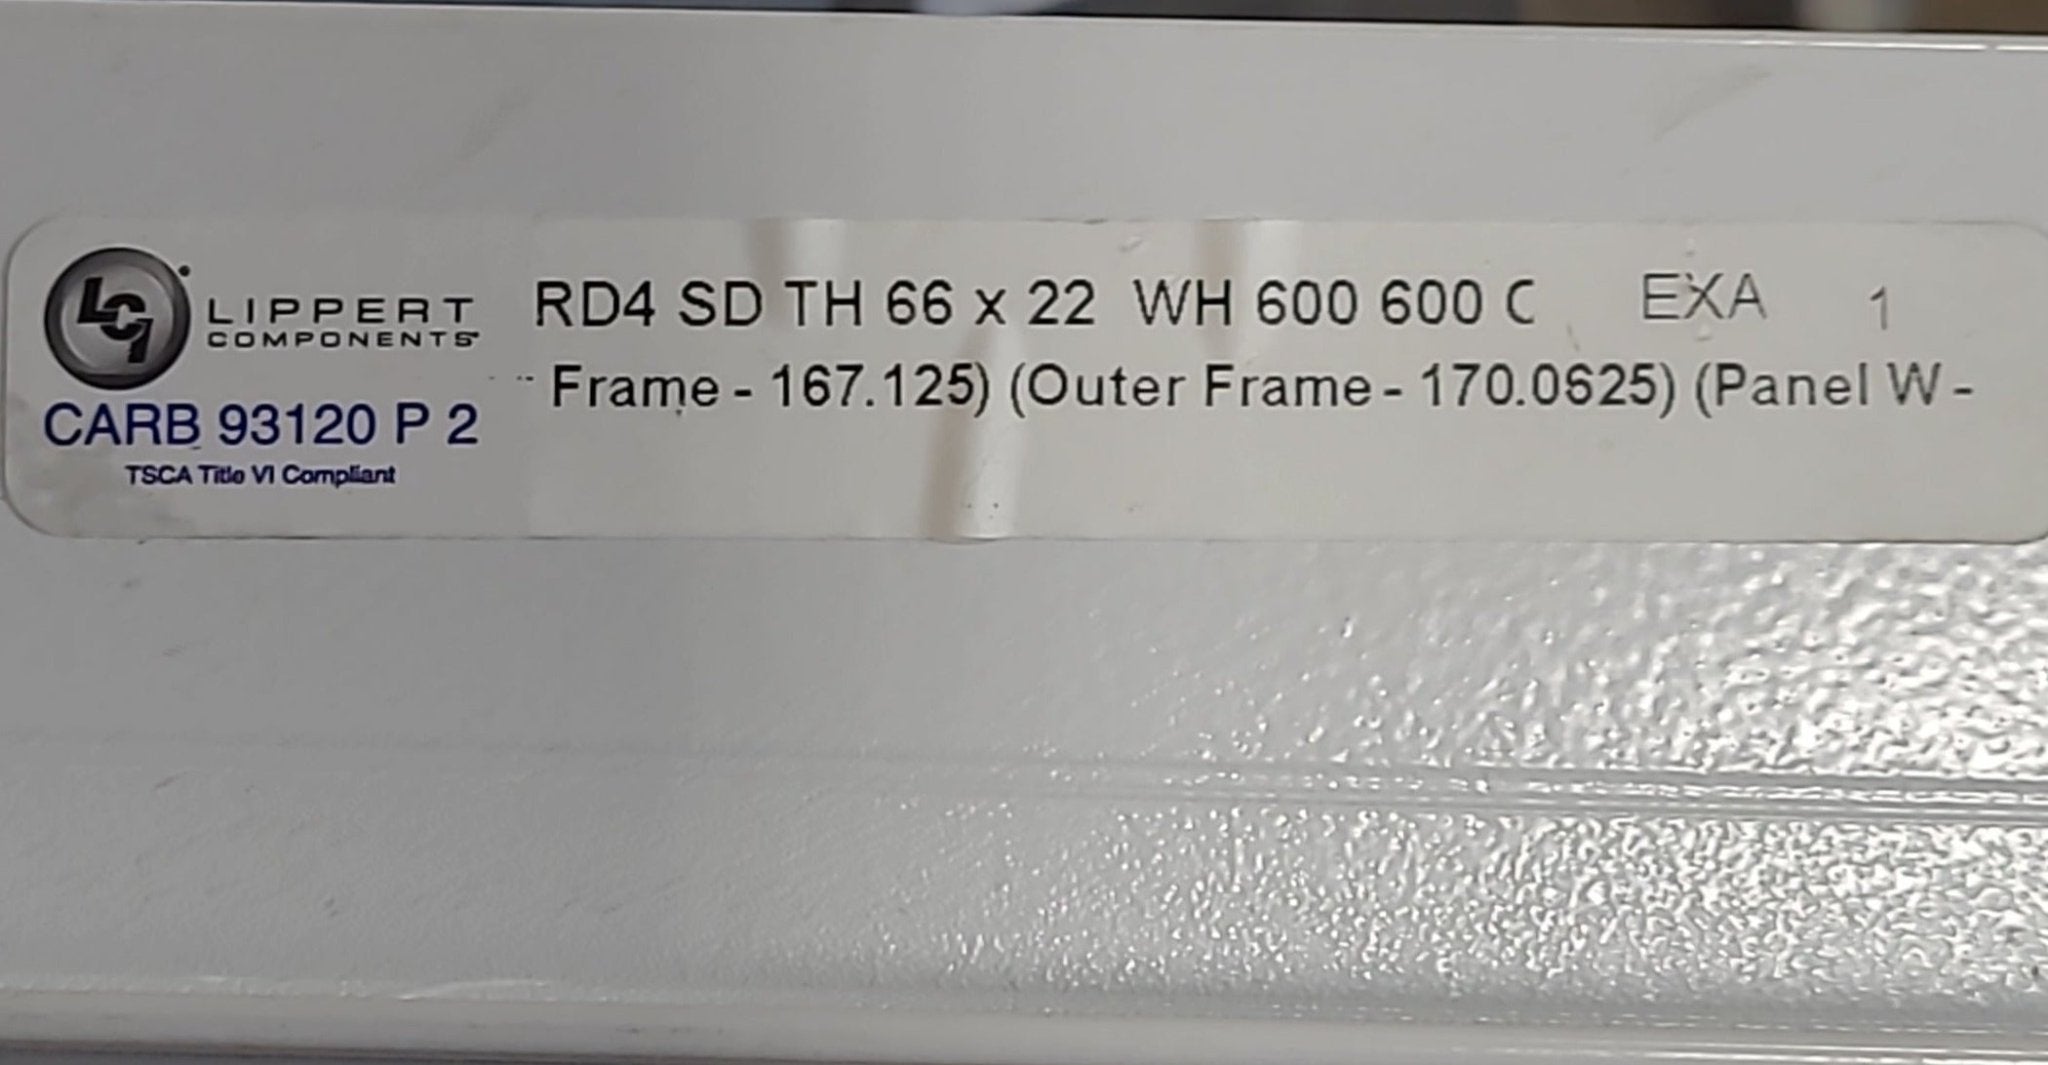 LCI LIPPERT COMPONENTS
CARB 93120 P 2
TSCA Title VI Compliant
RD4 SD TH 66 x 22 WH 600 600 C EXA 1
Frame - 167.125) (Outer Frame - 170.0625) (Panel W -